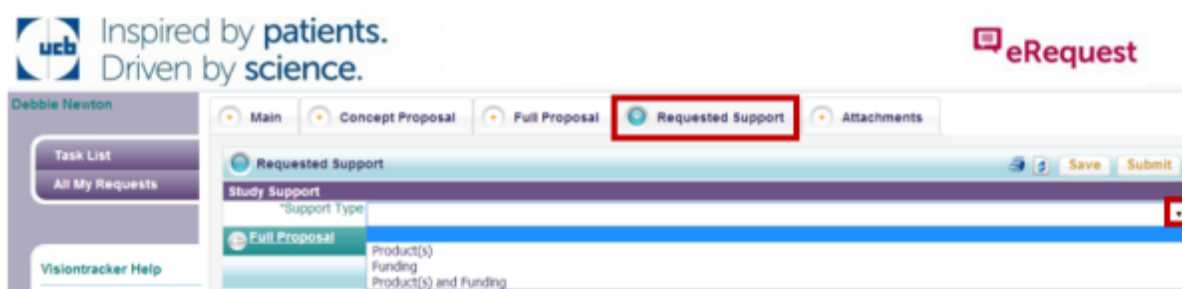 ucb
Inspired by patients.
Driven by science.
eRequest
Debbie Newton
Main
Concept Proposal
Full Proposal
Requested Support
Attachments
Task List
All My Requests
Requested Support
Save
Submit
Study Support
*Support Type
Full Proposal
Product(s)
Funding
Product(s) and Funding
Visiontracker Help